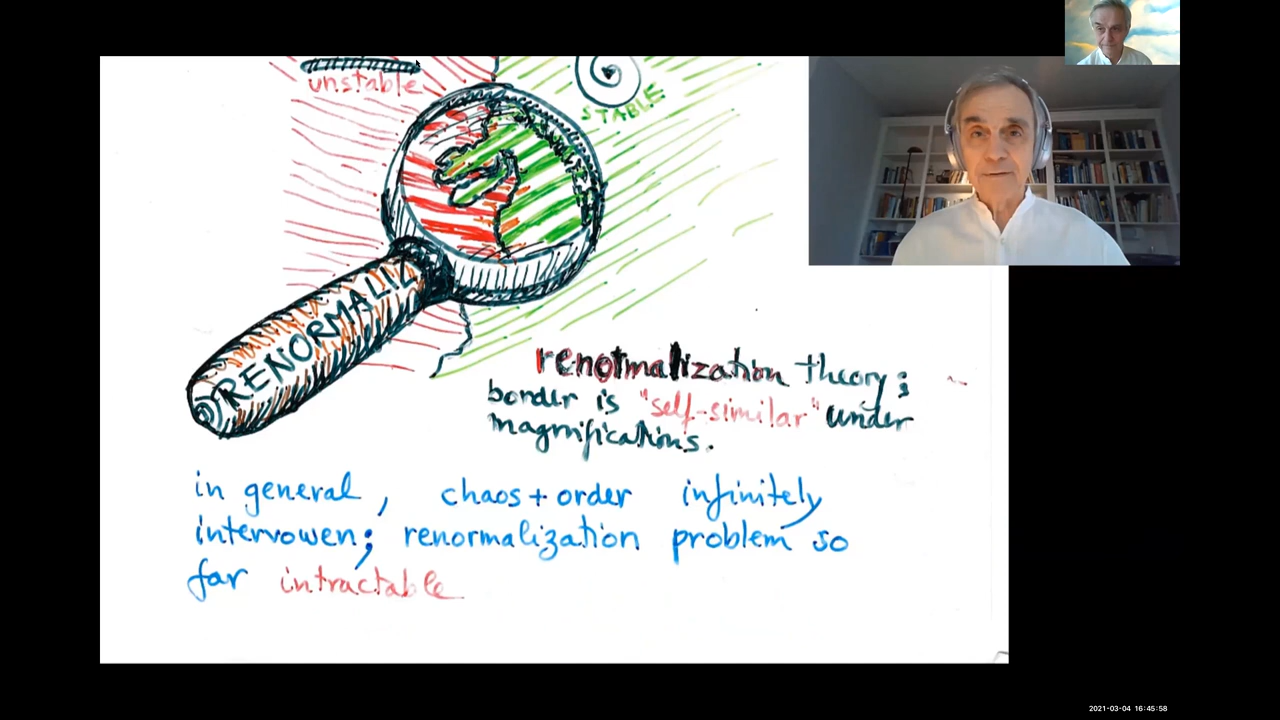 unstable
STABLE
RENORMALIZ
renormalization theory;
border is "self-similar" under
magnifications.
in general, chaos + order infinitely
intervowen; renormalization problem so
far intractable
2021-03-04 16:45:58